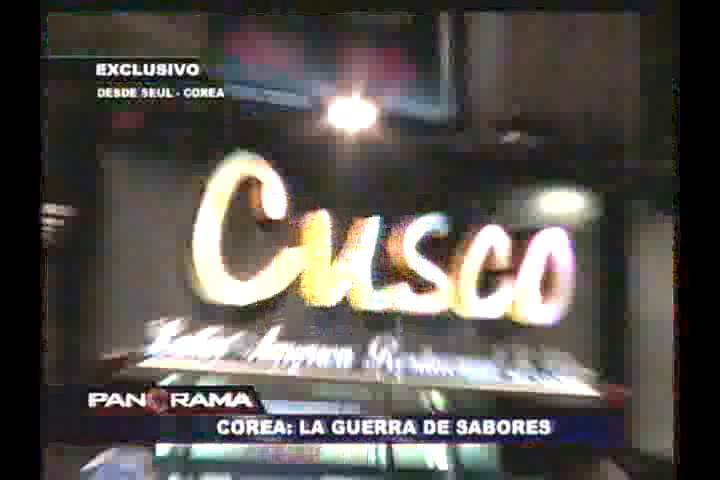 EXCLUSIVO
DESDE SEUL - COREA
Cusco
PANORAMA
COREA: LA GUERRA DE SABORES